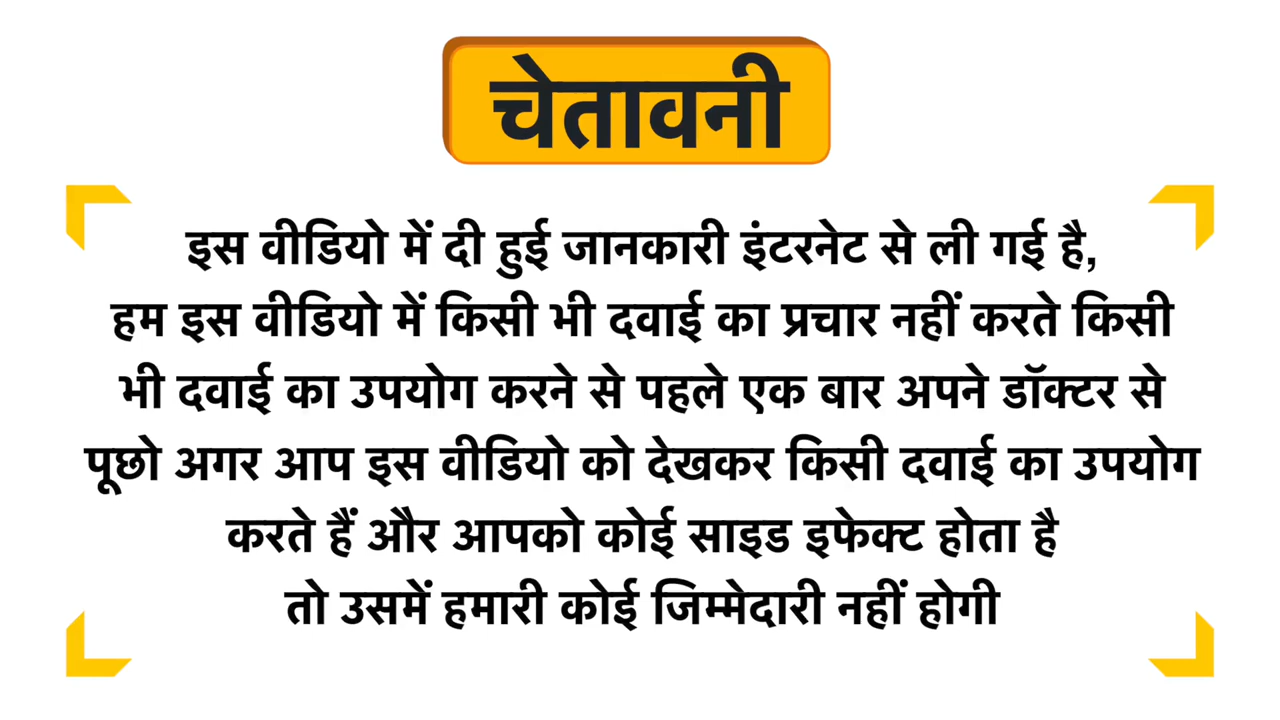 चेतावनी
इस वीडियो में दी हुई जानकारी इंटरनेट से ली गई है,
हम इस वीडियो में किसी भी दवाई का प्रचार नहीं करते किसी
भी दवाई का उपयोग करने से पहले एक बार अपने डॉक्टर से
पूछो अगर आप इस वीडियो को देखकर किसी दवाई का उपयोग
करते हैं और आपको कोई साइड इफेक्ट होता है
तो उसमें हमारी कोई जिम्मेदारी नहीं होगी